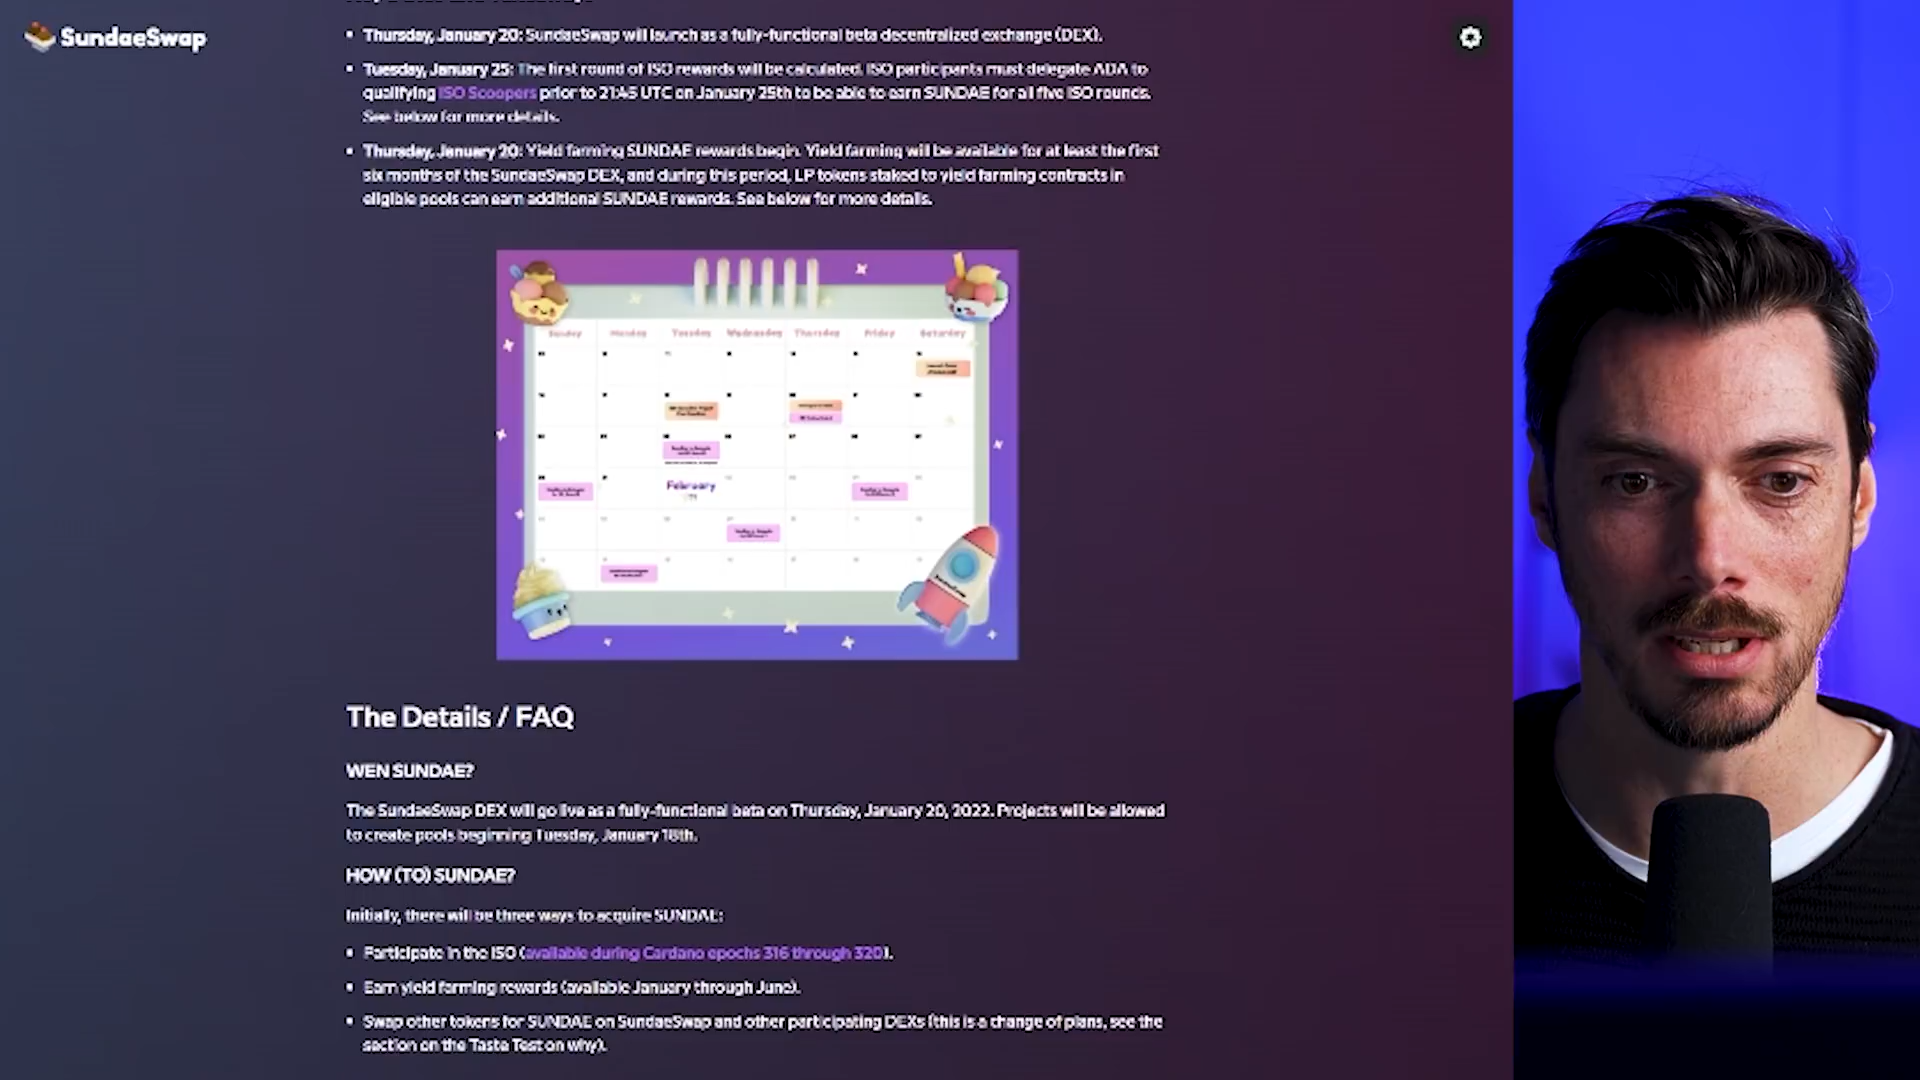 SundaeSwap
Thursday, January 20: SundaeSwap will launch as a fully-functional beta decentralized exchange (DEX).
Tuesday, January 25: The first round of ISO rewards will be calculated. ISO participants must delegate ADA to
qualifying ISO Scoopers prior to 21:45 UTC on January 25th to be able to earn SUNDAE for all five ISO rounds.
See below for more details.
Thursday, January 20: Yield farming SUNDAE rewards begin. Yield farming will be available for at least the first
six months of the SundaeSwap DEX, and during this period, LP tokens staked to yield farming contracts in
eligible pools can earn additional SUNDAE rewards. See below for more details.
Sunday Monday Tuesday Wednesday Thursday Friday Saturday
February
The Details / FAQ
WEN SUNDAE?
The SundaeSwap DEX will go live as a fully-functional beta on Thursday, January 20, 2022. Projects will be allowed
to create pools beginning Tuesday, January 18th.
HOW (TO) SUNDAE?
Initially, there will be three ways to acquire SUNDAE:
Participate in the ISO (available during Cardano epochs 316 through 320).
Earn yield farming rewards (available January through June).
Swap other tokens for SUNDAE on SundaeSwap and other participating DEXs (this is a change of plans, see the
section on the Taste Test on why).